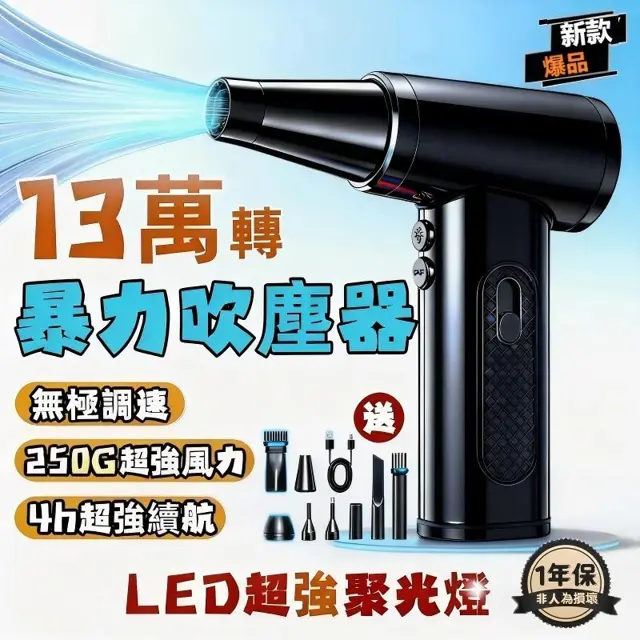 新款
爆品
13萬轉
暴力吹塵器
無極調速
250G超強風力
4h超強續航
送
LED超強聚光燈
1年保
非人為損壞